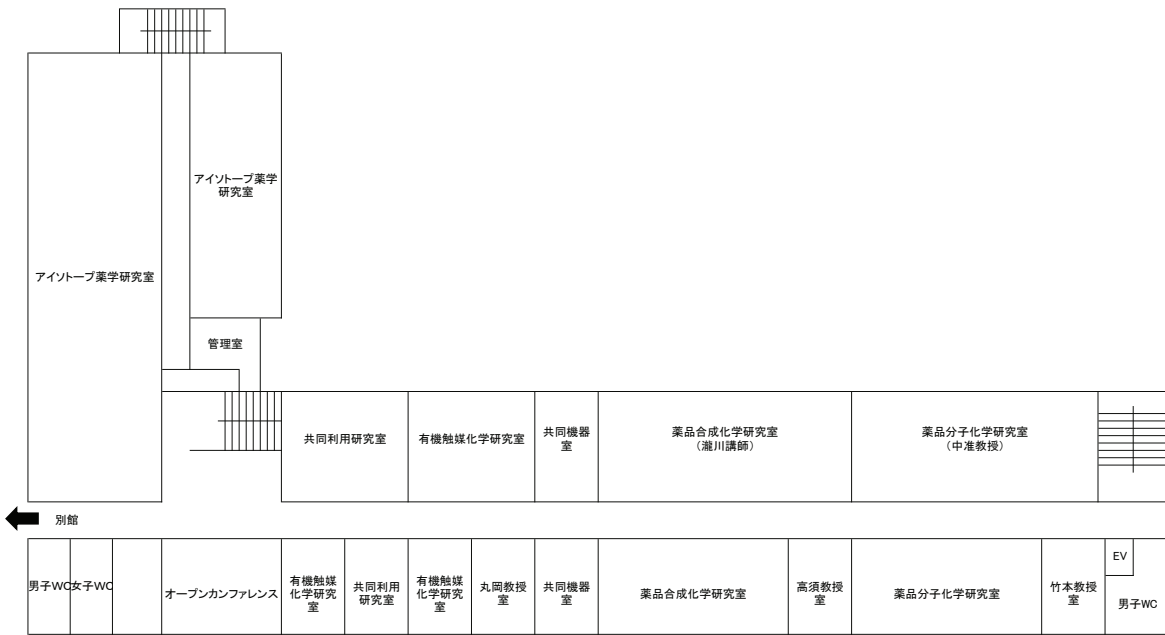 アイソトープ薬学
研究室
アイソトープ薬学研究室
管理室
共同利用研究室
有機触媒化学研究室
共同機器
室
薬品合成化学研究室
（瀧川講師）
薬品分子化学研究室
（中准教授）
別館
男子WC
女子WC
オープンカンファレンス
有機触媒
化学研究
室
共同利用
研究室
有機触媒
化学研究
室
丸岡教授
室
共同機器
室
薬品合成化学研究室
高須教授
室
薬品分子化学研究室
竹本教授
室
EV
男子WC